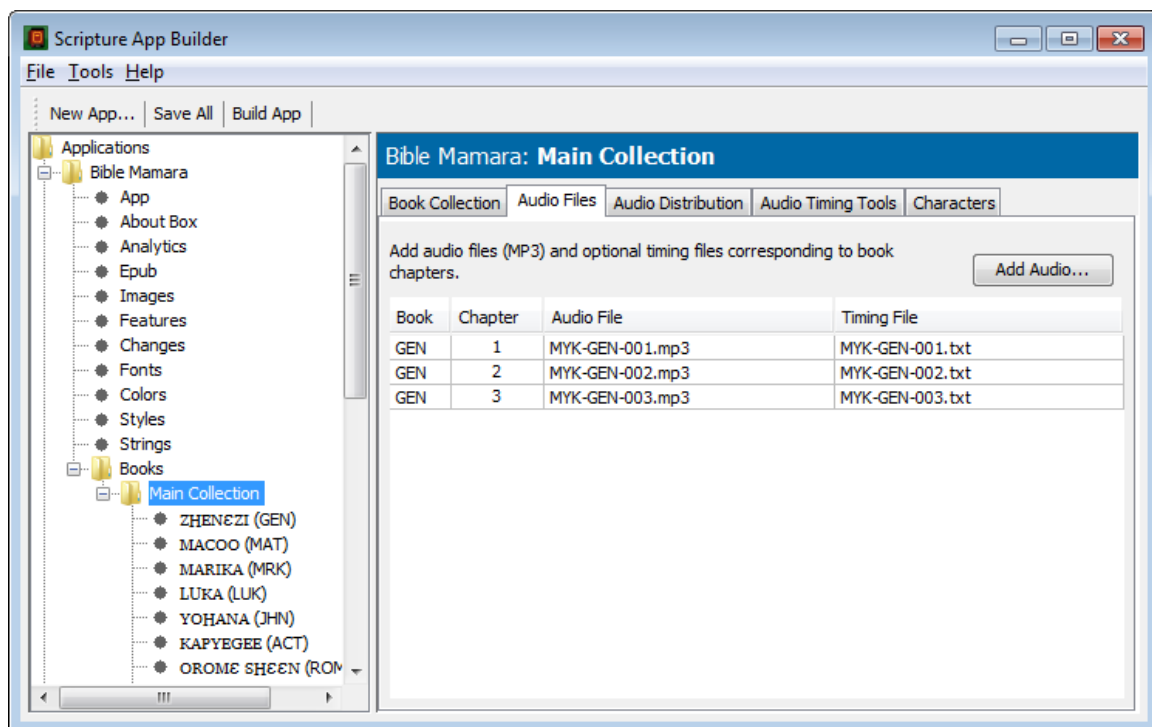 Scripture App Builder
File Tools Help
New App... Save All Build App
Applications
Bible Mamara
App
About Box
Analytics
Epub
Images
Features
Changes
Fonts
Colors
Styles
Strings
Books
Main Collection
ZHENƐZI (GEN)
MACOO (MAT)
MARIKA (MRK)
LUKA (LUK)
YOHANA (JHN)
KAPYEGEE (ACT)
OROMƐ SHƐƐN (ROM
Bible Mamara: Main Collection
Book Collection Audio Files Audio Distribution Audio Timing Tools Characters
Add audio files (MP3) and optional timing files corresponding to book
chapters.
Add Audio...
Book Chapter Audio File Timing File
GEN 1 MYK-GEN-001.mp3 MYK-GEN-001.txt
GEN 2 MYK-GEN-002.mp3 MYK-GEN-002.txt
GEN 3 MYK-GEN-003.mp3 MYK-GEN-003.txt